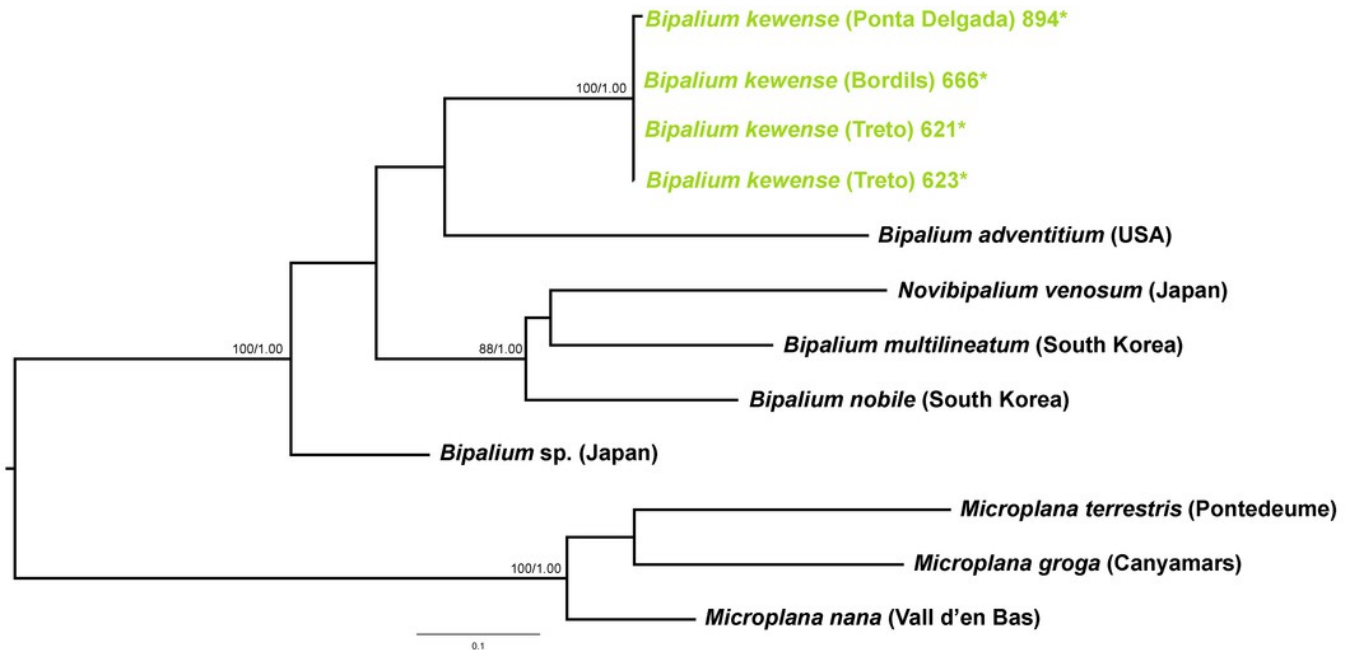 Bipalium kewense (Ponta Delgada) 894*
Bipalium kewense (Bordils) 666*
100/1.00
Bipalium kewense (Treto) 621*
Bipalium kewense (Treto) 623*
Bipalium adventitium (USA)
Novibipalium venosum (Japan)
100/1.00
88/1.00
Bipalium multilineatum (South Korea)
Bipalium nobile (South Korea)
Bipalium sp. (Japan)
Microplana terrestris (Pontedeume)
Microplana groga (Canyamars)
100/1.00
Microplana nana (Vall d'en Bas)
0.1